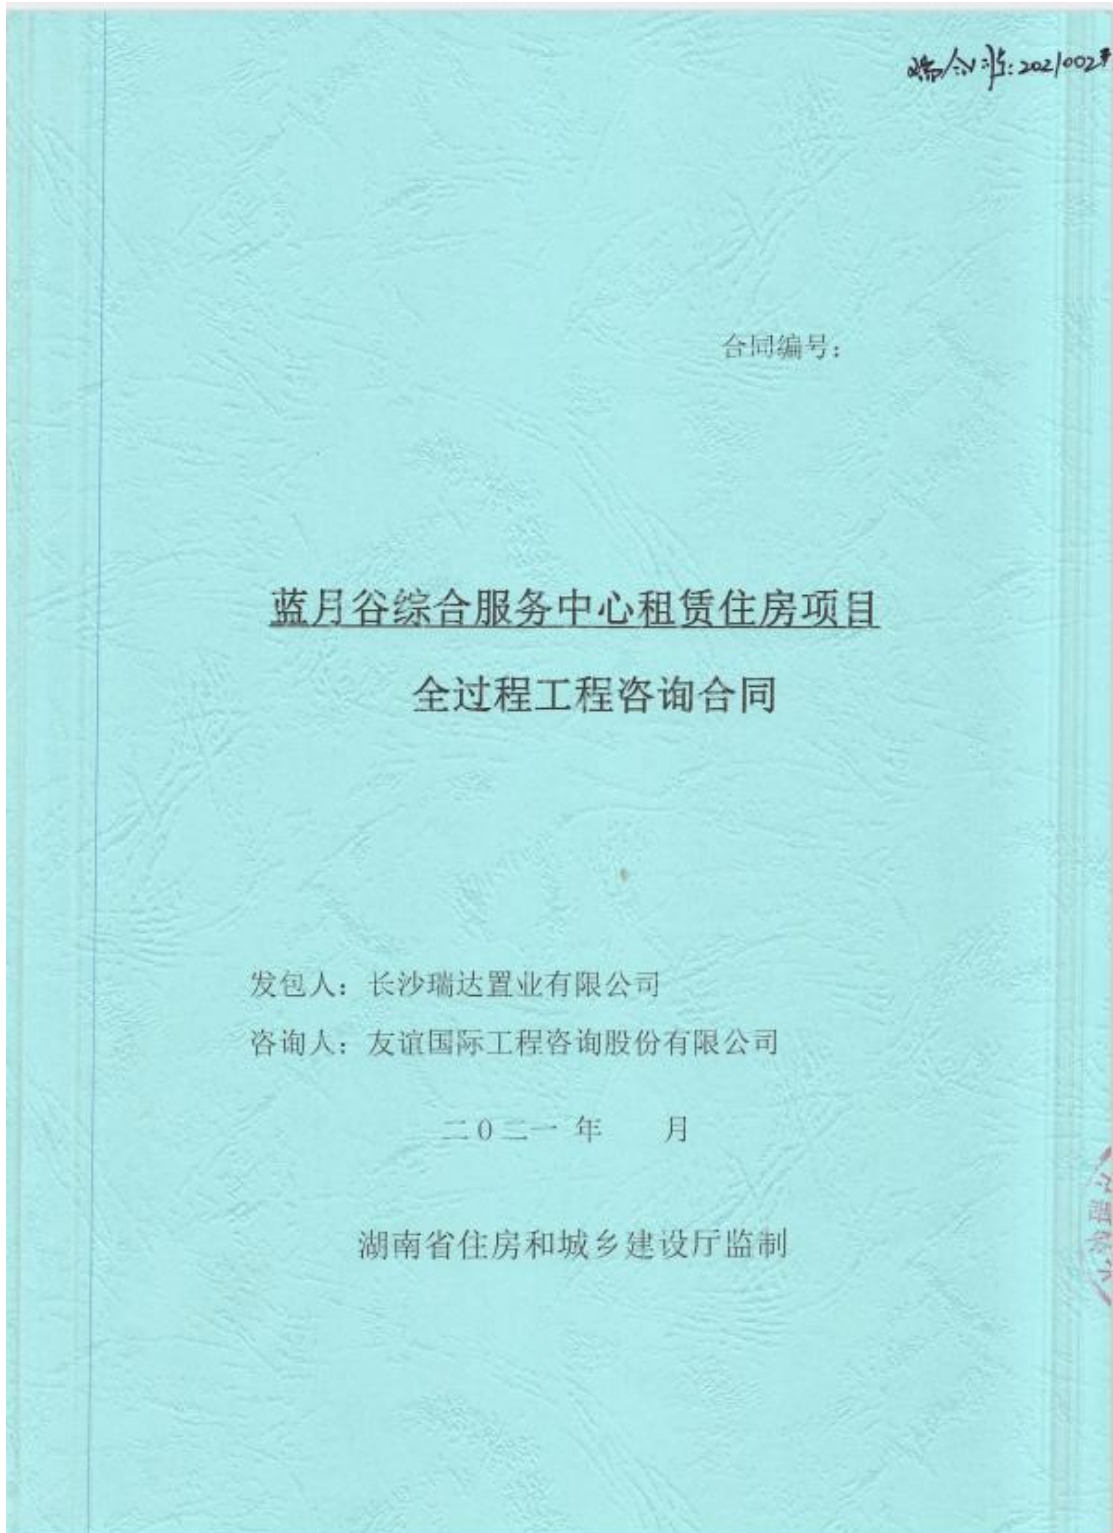 合同编号：
蓝月谷综合服务中心租赁住房项目
全过程工程咨询合同
发包人：长沙瑞达置业有限公司
咨询人：友谊国际工程咨询股份有限公司
二0二一 年 月
湖南省住房和城乡建设厅监制